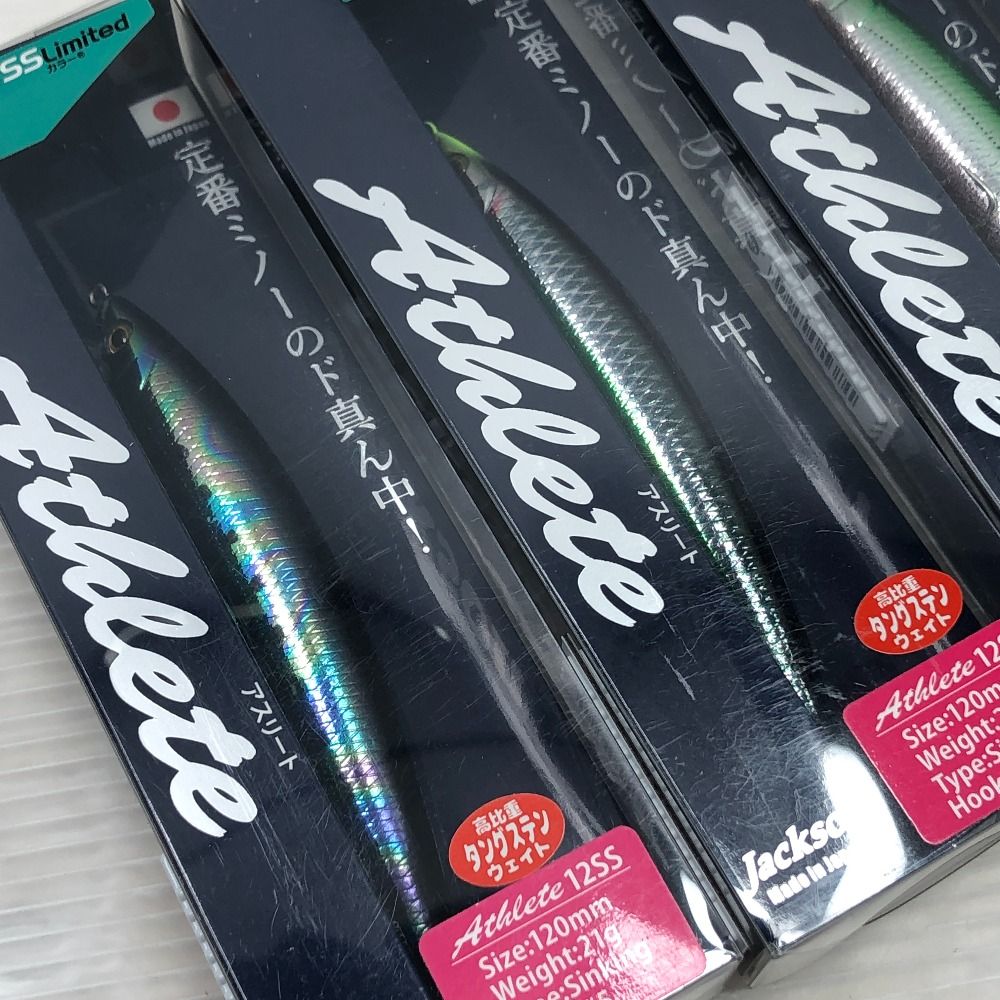 SS Limited
カラー®
Made in Japan
定番ミノーのド真ん中!
Athlete
アスリート
高比重
タングステン
ウェイト
Athlete 12SS
Size:120mm
Weight:21g
Sinking
定番ミノーのド真ん中!
Athlete
アスリート
高比重
タングステン
ウェイト
Athlete
Size:120mm
Weight:
Type:
Hook
Made in
Athlete